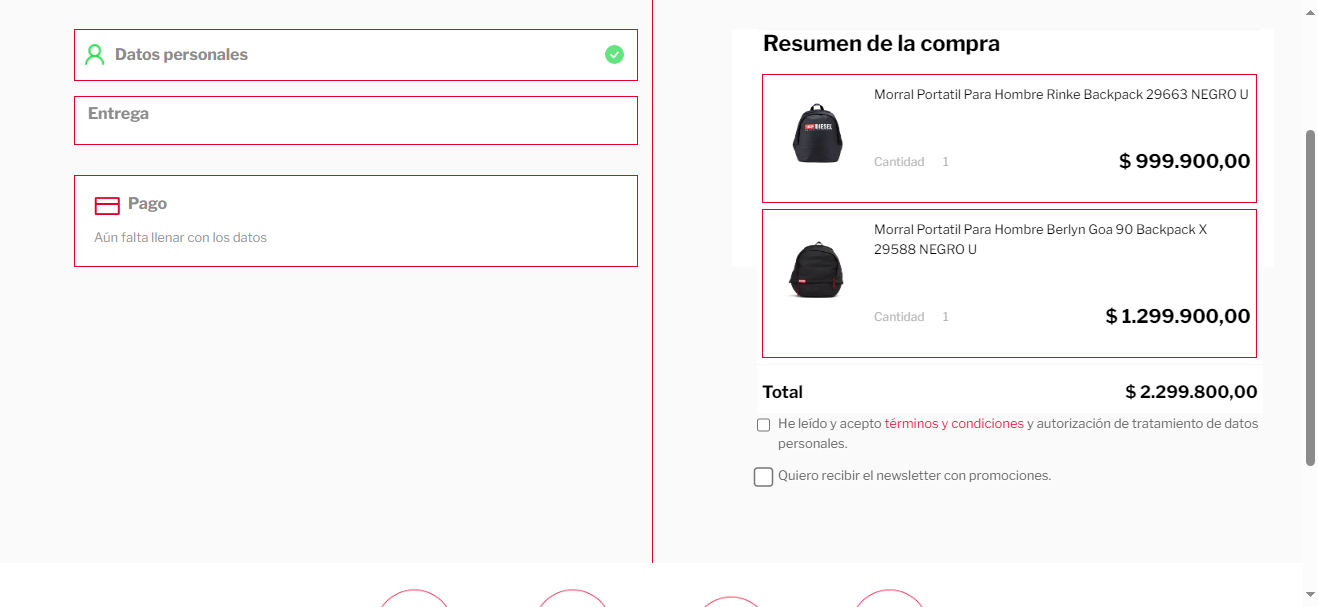 Datos personales
Entrega
Pago
Aún falta llenar con los datos
Resumen de la compra
Morral Portatil Para Hombre Rinke Backpack 29663 NEGRO U
DIESEL
Cantidad 1
$ 999.900,00
Morral Portatil Para Hombre Berlyn Goa 90 Backpack X
29588 NEGRO U
Cantidad 1
$ 1.299.900,00
Total $ 2.299.800,00
He leído y acepto términos y condiciones y autorización de tratamiento de datos
personales.
Quiero recibir el newsletter con promociones.